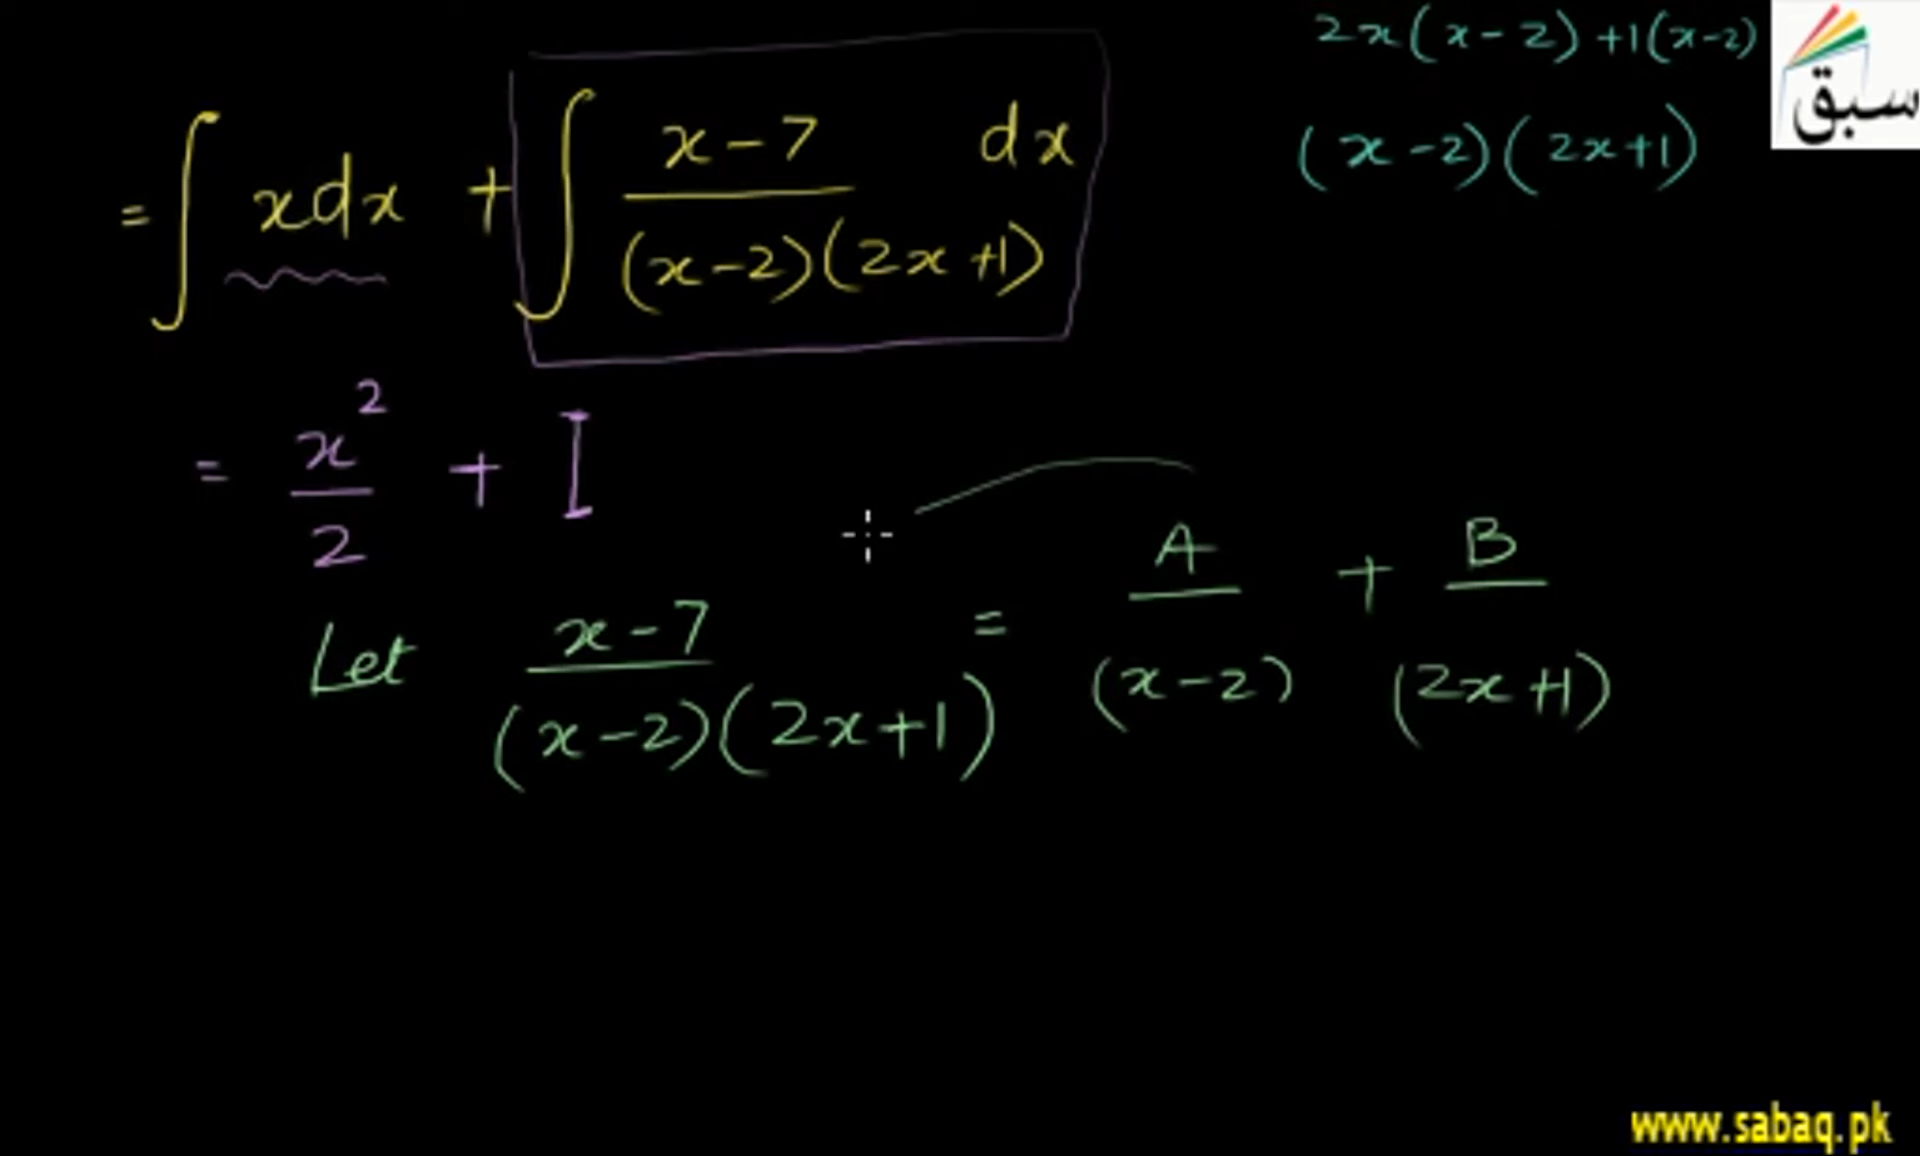 2x(x-2)+1(x-2)
سبق
(x-2)(2x+1)
= ∫ xdx + ∫ x-7 dx
(x-2)(2x+1)
= x² + I
2
Let x-7 = A + B
(x-2)(2x+1) (x-2) (2x+1)
www.sabaq.pk